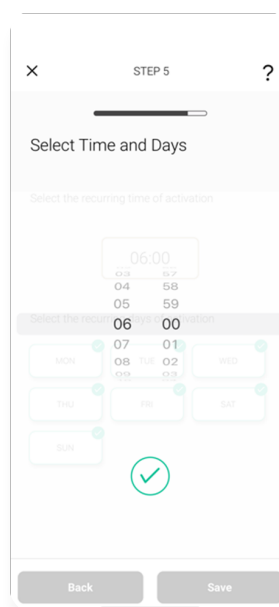 STEP 5
?
Select Time and Days
Select the recurring time of activation
06:00
03 57
04 58
05 59
Select the recurring days of activation
06 00
07 01
MON TUE WED
08 02
09 03
THU FRI SAT
SUN
Back Save